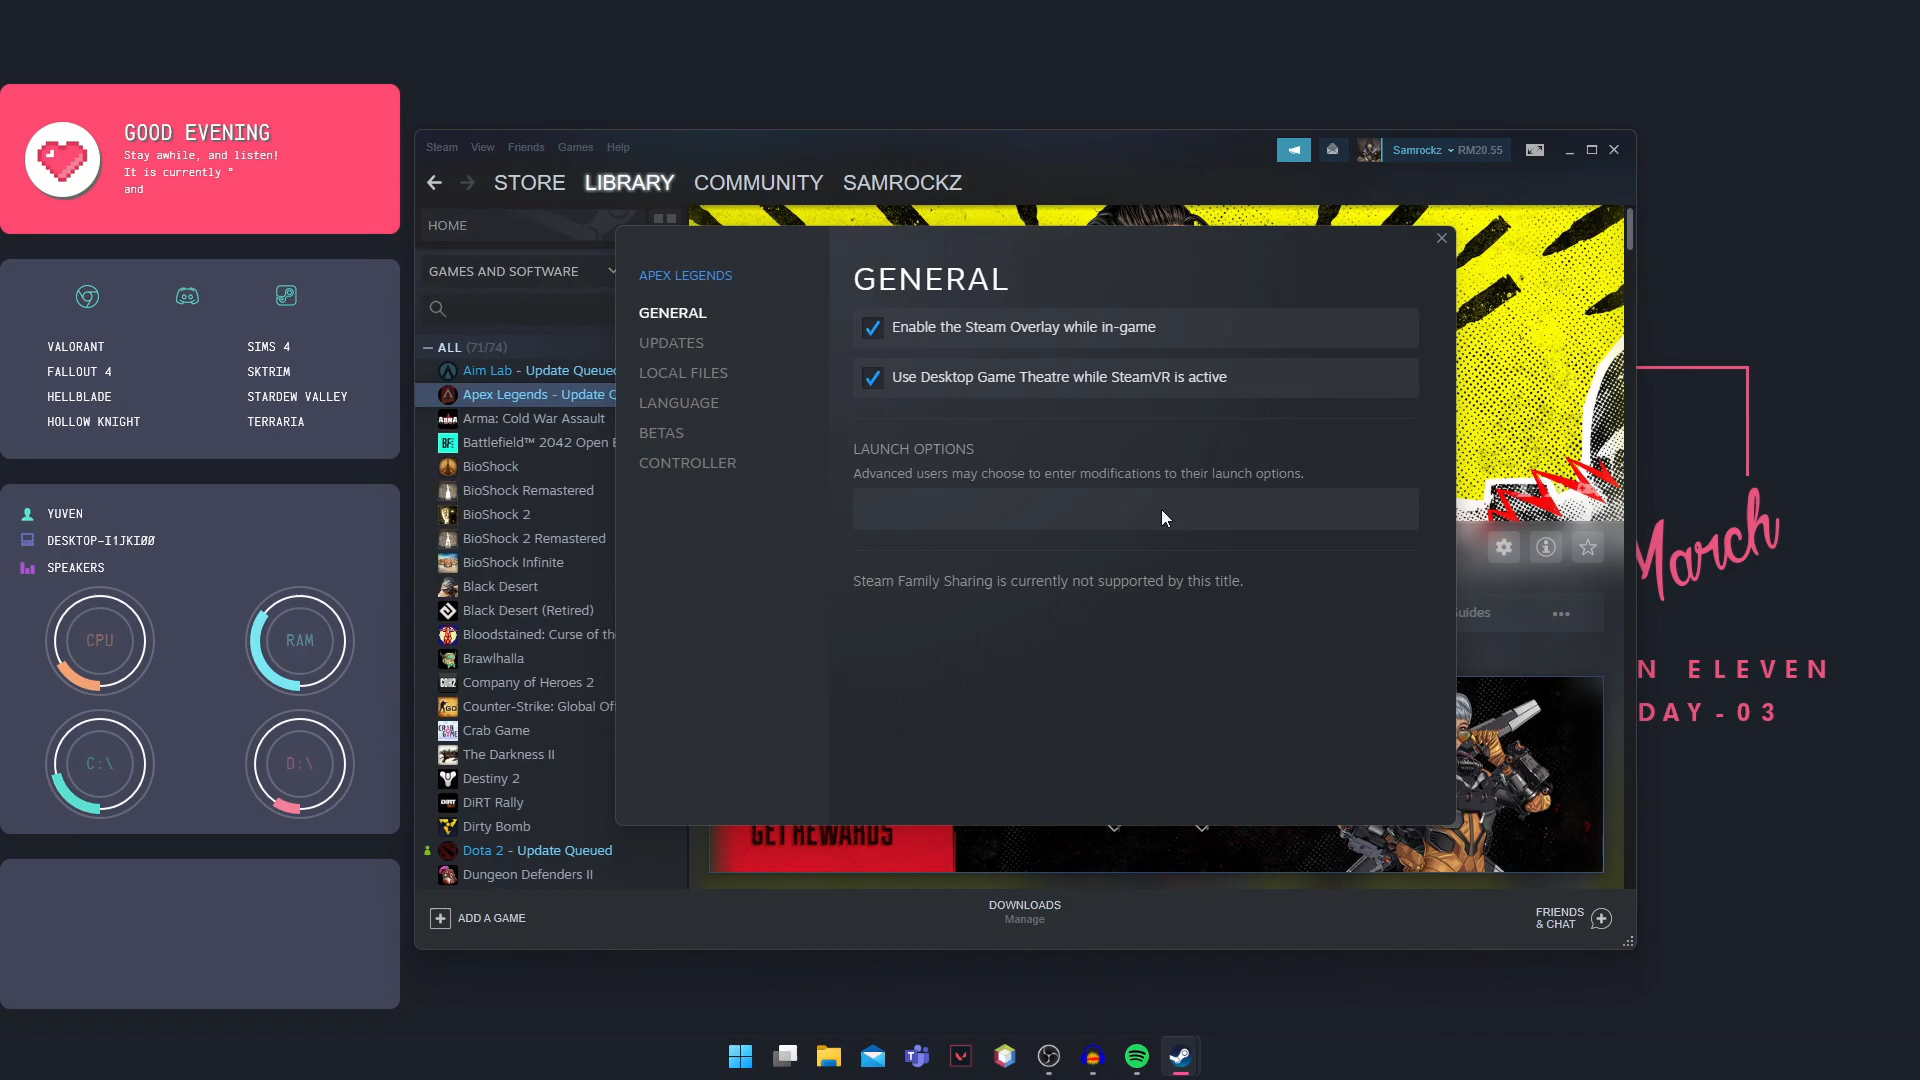 GOOD EVENING
Stay awhile, and listen!
It is currently °
and
VALORANT
SIMS 4
FALLOUT 4
SKTRIM
HELLBLADE
STARDEW VALLEY
HOLLOW KNIGHT
TERRARIA
YUVEN
DESKTOP-I1JKI00
SPEAKERS
CPU
RAM
C:\
D:\
Steam View Friends Games Help
Samrockz RM20.55
STORE LIBRARY COMMUNITY SAMROCKZ
HOME
GAMES AND SOFTWARE
ALL (71/74)
Aim Lab - Update Queued
Apex Legends - Update Q
Arma: Cold War Assault
Battlefield™ 2042 Open B
BioShock
BioShock Remastered
BioShock 2
BioShock 2 Remastered
BioShock Infinite
Black Desert
Black Desert (Retired)
Bloodstained: Curse of the
Brawlhalla
Company of Heroes 2
Counter-Strike: Global Off
Crab Game
The Darkness II
Destiny 2
DiRT Rally
Dirty Bomb
Dota 2 - Update Queued
Dungeon Defenders II
APEX LEGENDS
GENERAL
UPDATES
LOCAL FILES
LANGUAGE
BETAS
CONTROLLER
GENERAL
Enable the Steam Overlay while in-game
Use Desktop Game Theatre while SteamVR is active
LAUNCH OPTIONS
Advanced users may choose to enter modifications to their launch options.
Steam Family Sharing is currently not supported by this title.
Guides
GET REWARDS
ADD A GAME
DOWNLOADS
Manage
FRIENDS
& CHAT
March
N ELEVEN
DAY-03